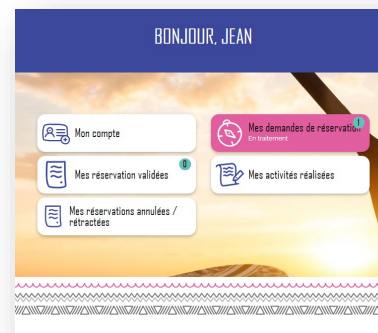 BONJOUR, JEAN
Mon compte
Mes demandes de réservation
1
En traitement
Mes réservation validées
0
Mes activités réalisées
Mes réservations annulées /
rétractées